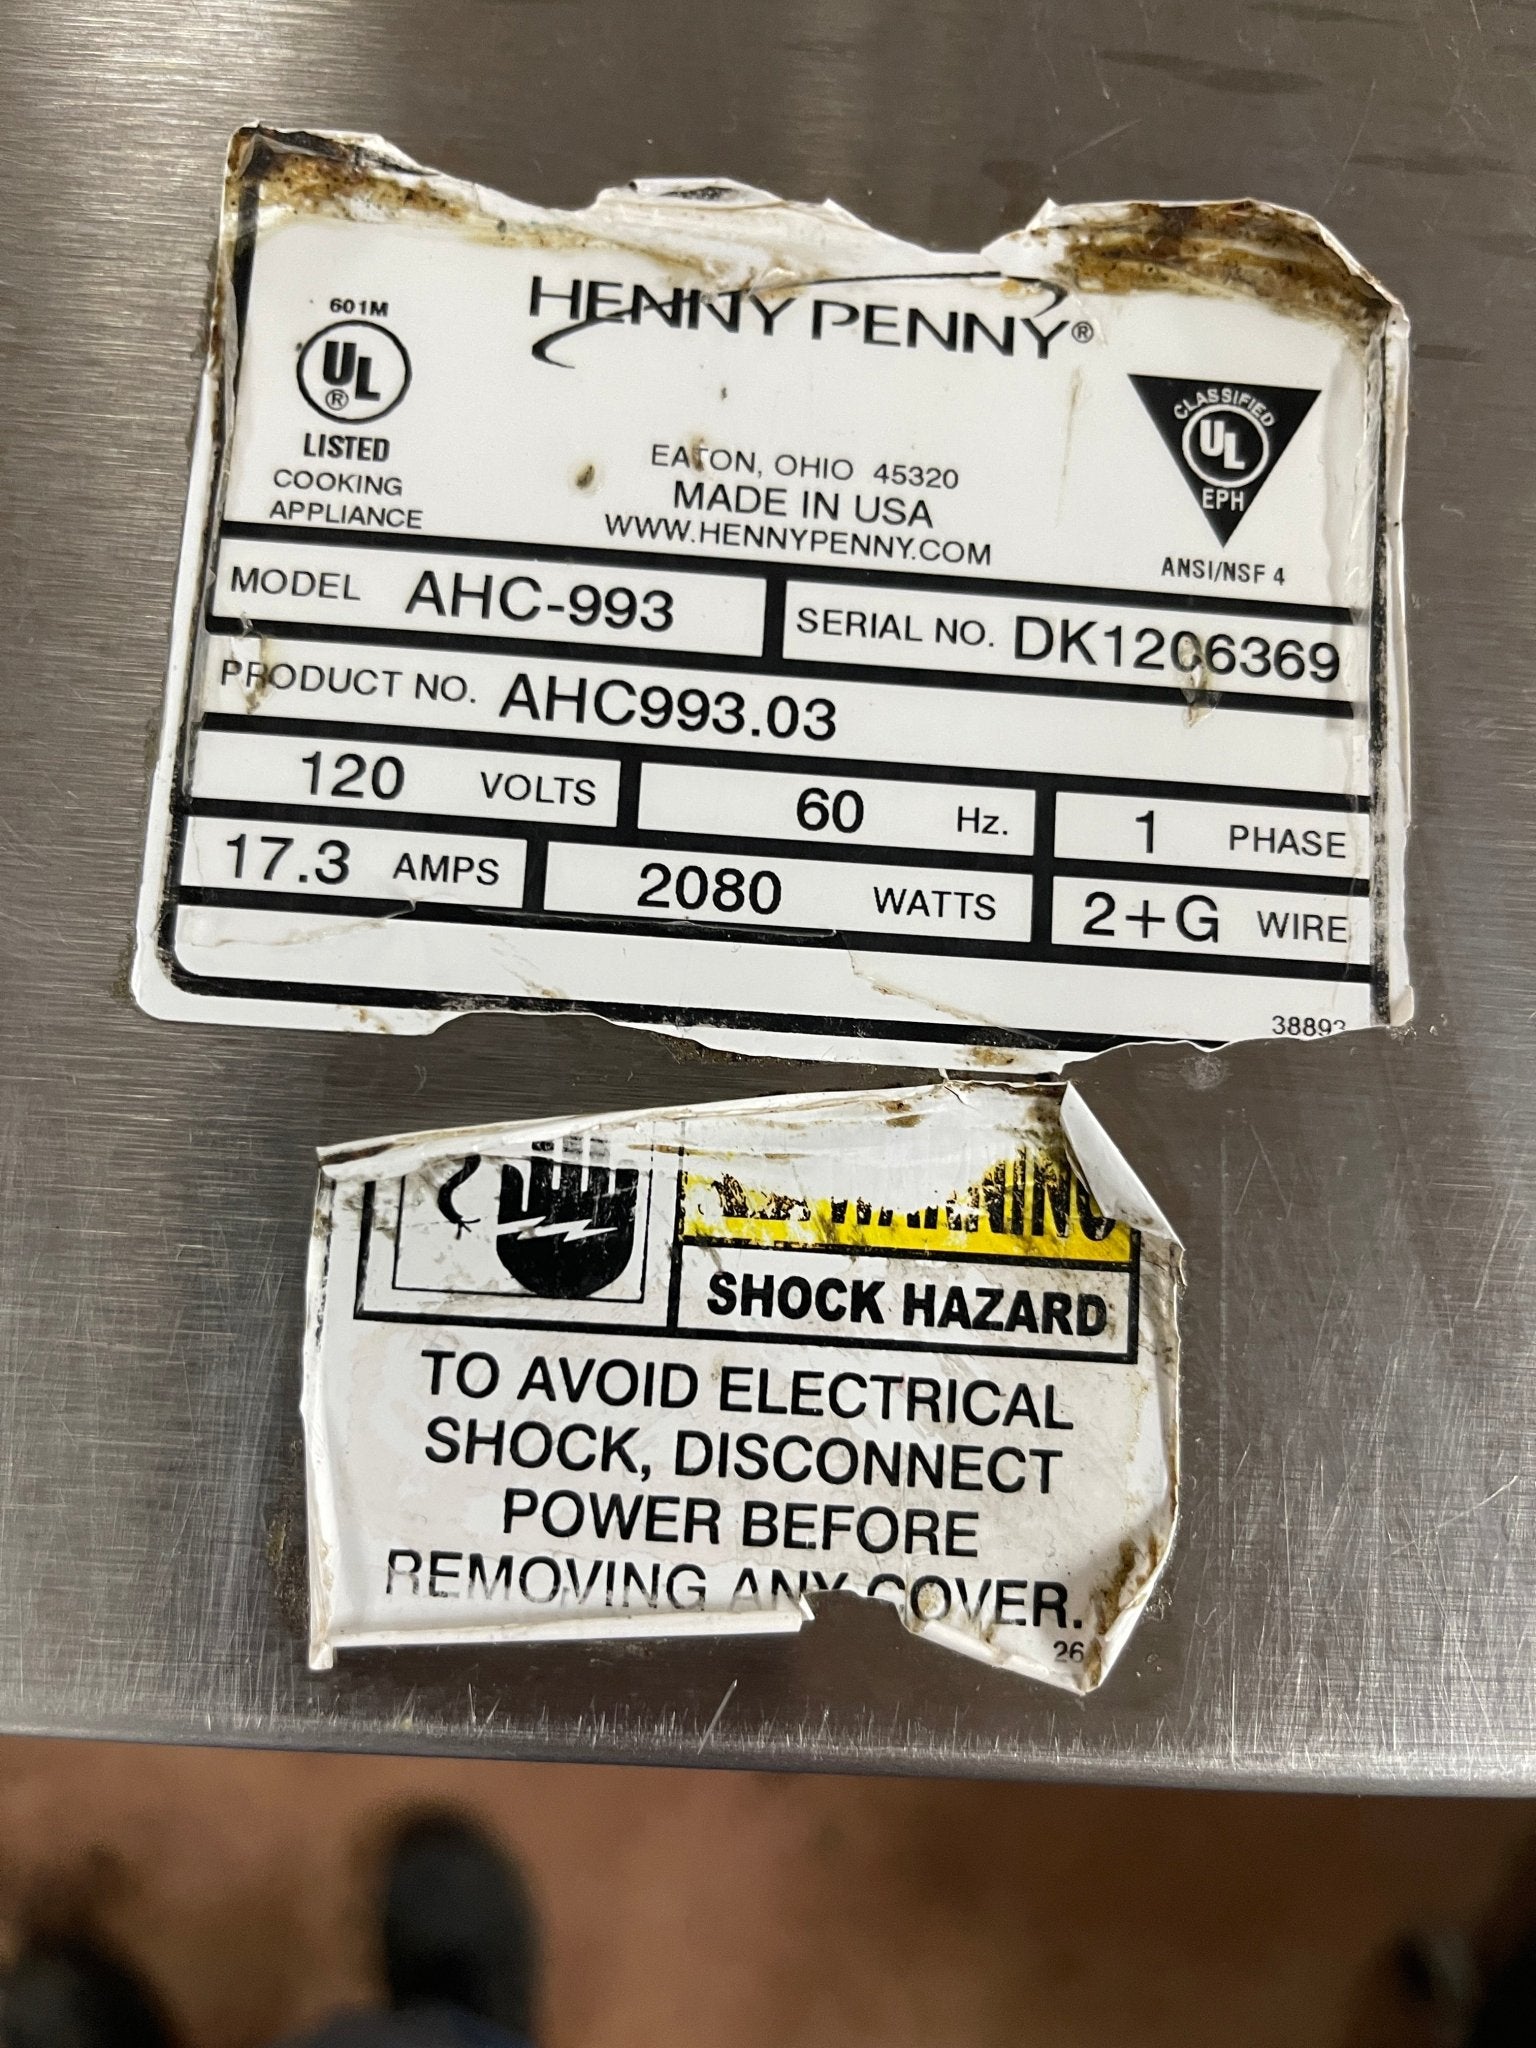 HENNY PENNY®
601M
UL
®
LISTED
COOKING
APPLIANCE
EATON, OHIO 45320
MADE IN USA
WWW.HENNYPENNY.COM
CLASSIFIED
UL
EPH
ANSI/NSF 4
MODEL AHC-993
SERIAL NO. DK1206369
PRODUCT NO. AHC993.03
120 VOLTS
60 Hz.
1 PHASE
17.3 AMPS
2080 WATTS
2+G WIRE
38893
WARNING
SHOCK HAZARD
TO AVOID ELECTRICAL
SHOCK, DISCONNECT
POWER BEFORE
REMOVING ANY COVER.
26